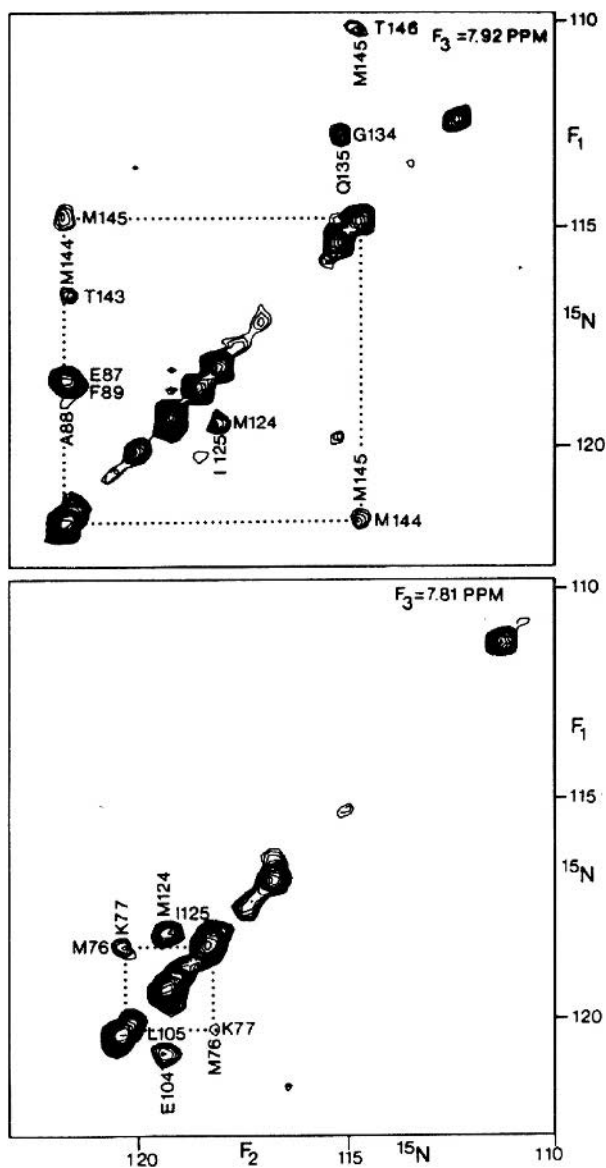 110
T146
F3 = 7.92 PPM
M145
G134
F1
Q135
M145
115
M144
T143
15N
E87
F89
A88
M124
I 125
120
M145
M144
110
F3 = 7.81 PPM
F1
115
15N
M124
K77
I125
M76
L105
K77
120
M76
E104
120
F2
115
15N
110